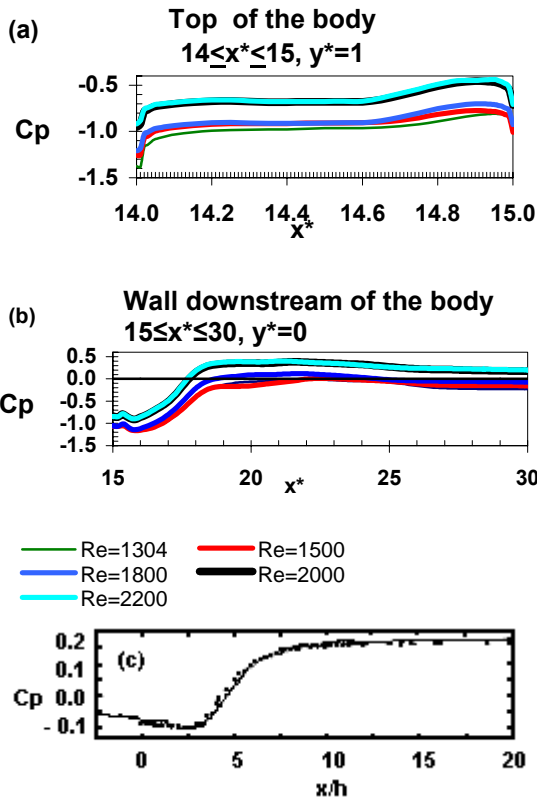 (a)
Top of the body
14≤x*≤15, y*=1
Cp
-0.5
-1.0
-1.5
14.0 14.2 14.4 14.6 14.8 15.0
x*
(b)
Wall downstream of the body
15≤x*≤30, y*=0
Cp
0.5
0.0
-0.5
-1.0
-1.5
15 20 25 30
x*
Re=1304 Re=1500
Re=1800 Re=2000
Re=2200
(c)
Cp
0.2
0.1
0.0
- 0.1
0 5 10 15 20
x/h